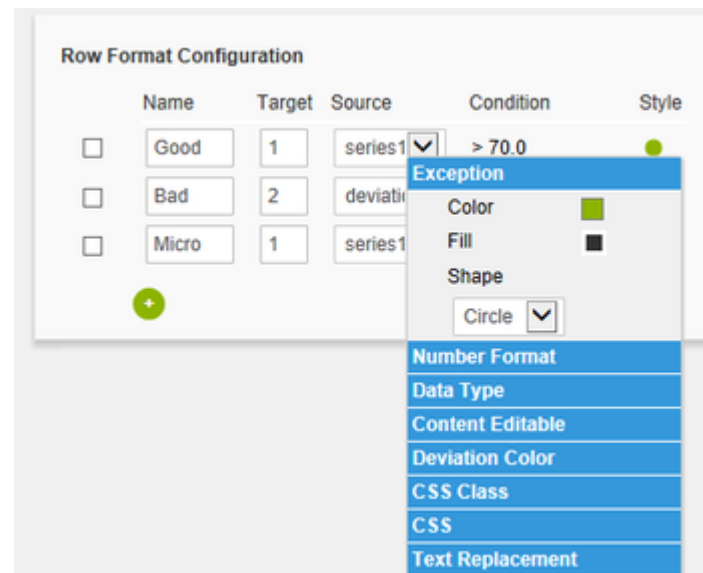 Row Format Configuration
Name Target Source Condition Style
Good 1 series1 > 70.0
Exception
Bad 2
Color
Fill
Micro 1 series1
Shape
+
Circle
Number Format
Data Type
Content Editable
Deviation Color
CSS Class
CSS
Text Replacement